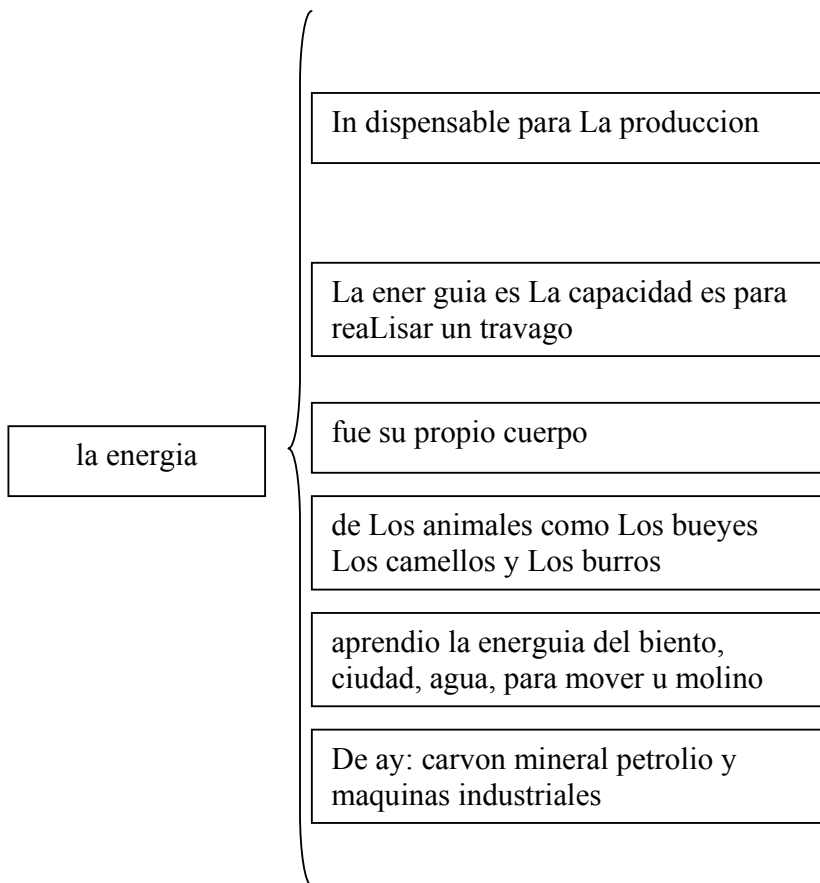 In dispensable para La produccion
La ener guia es La capacidad es para
reaLisar un travago
la energia
fue su propio cuerpo
de Los animales como Los bueyes
Los camellos y Los burros
aprendio la energuia del biento,
ciudad, agua, para mover u molino
De ay: carvon mineral petrolio y
maquinas industriales